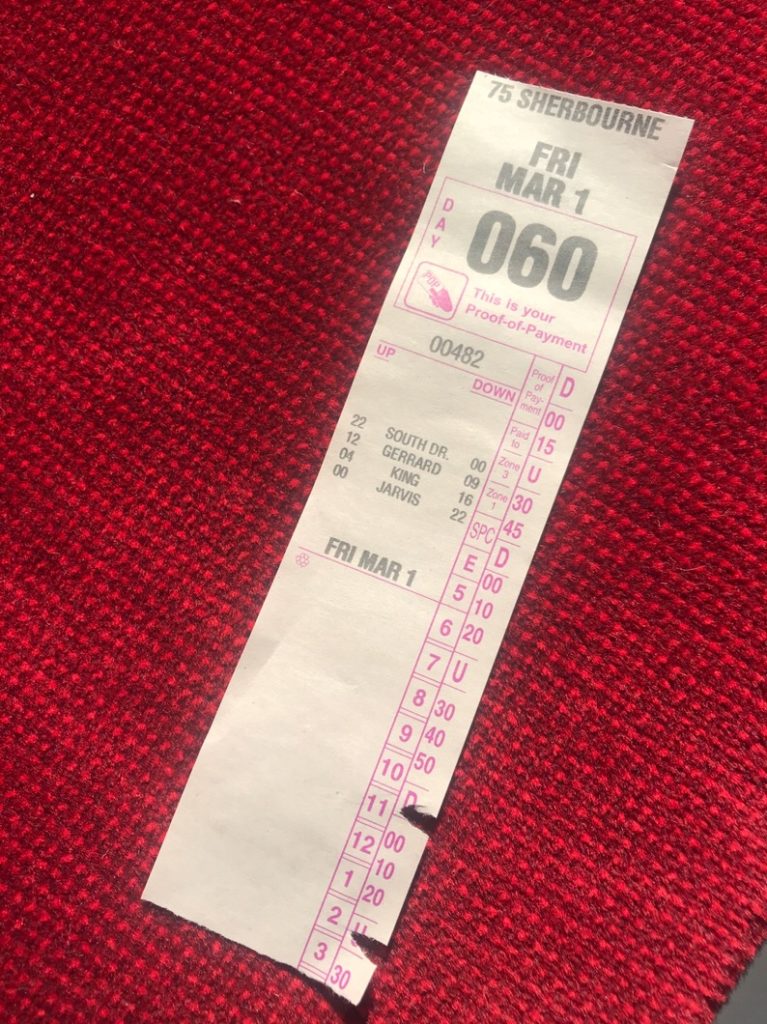 75 SHERBOURNE
FRI
MAR 1
DAY
060
POP
This is your
Proof-of-Payment
00482
UP
DOWN
22 SOUTH DR. 00
12 GERRARD 09
04 KING 16
00 JARVIS 22
FRI MAR 1
Proof
of
Pay-
ment
Paid
to
Zone
3
Zone
1
SPC
E
5
6
7
8
9
10
11
12
1
2
3
D
00
15
U
30
45
D
00
10
20
U
30
40
50
D
00
10
20
U
30